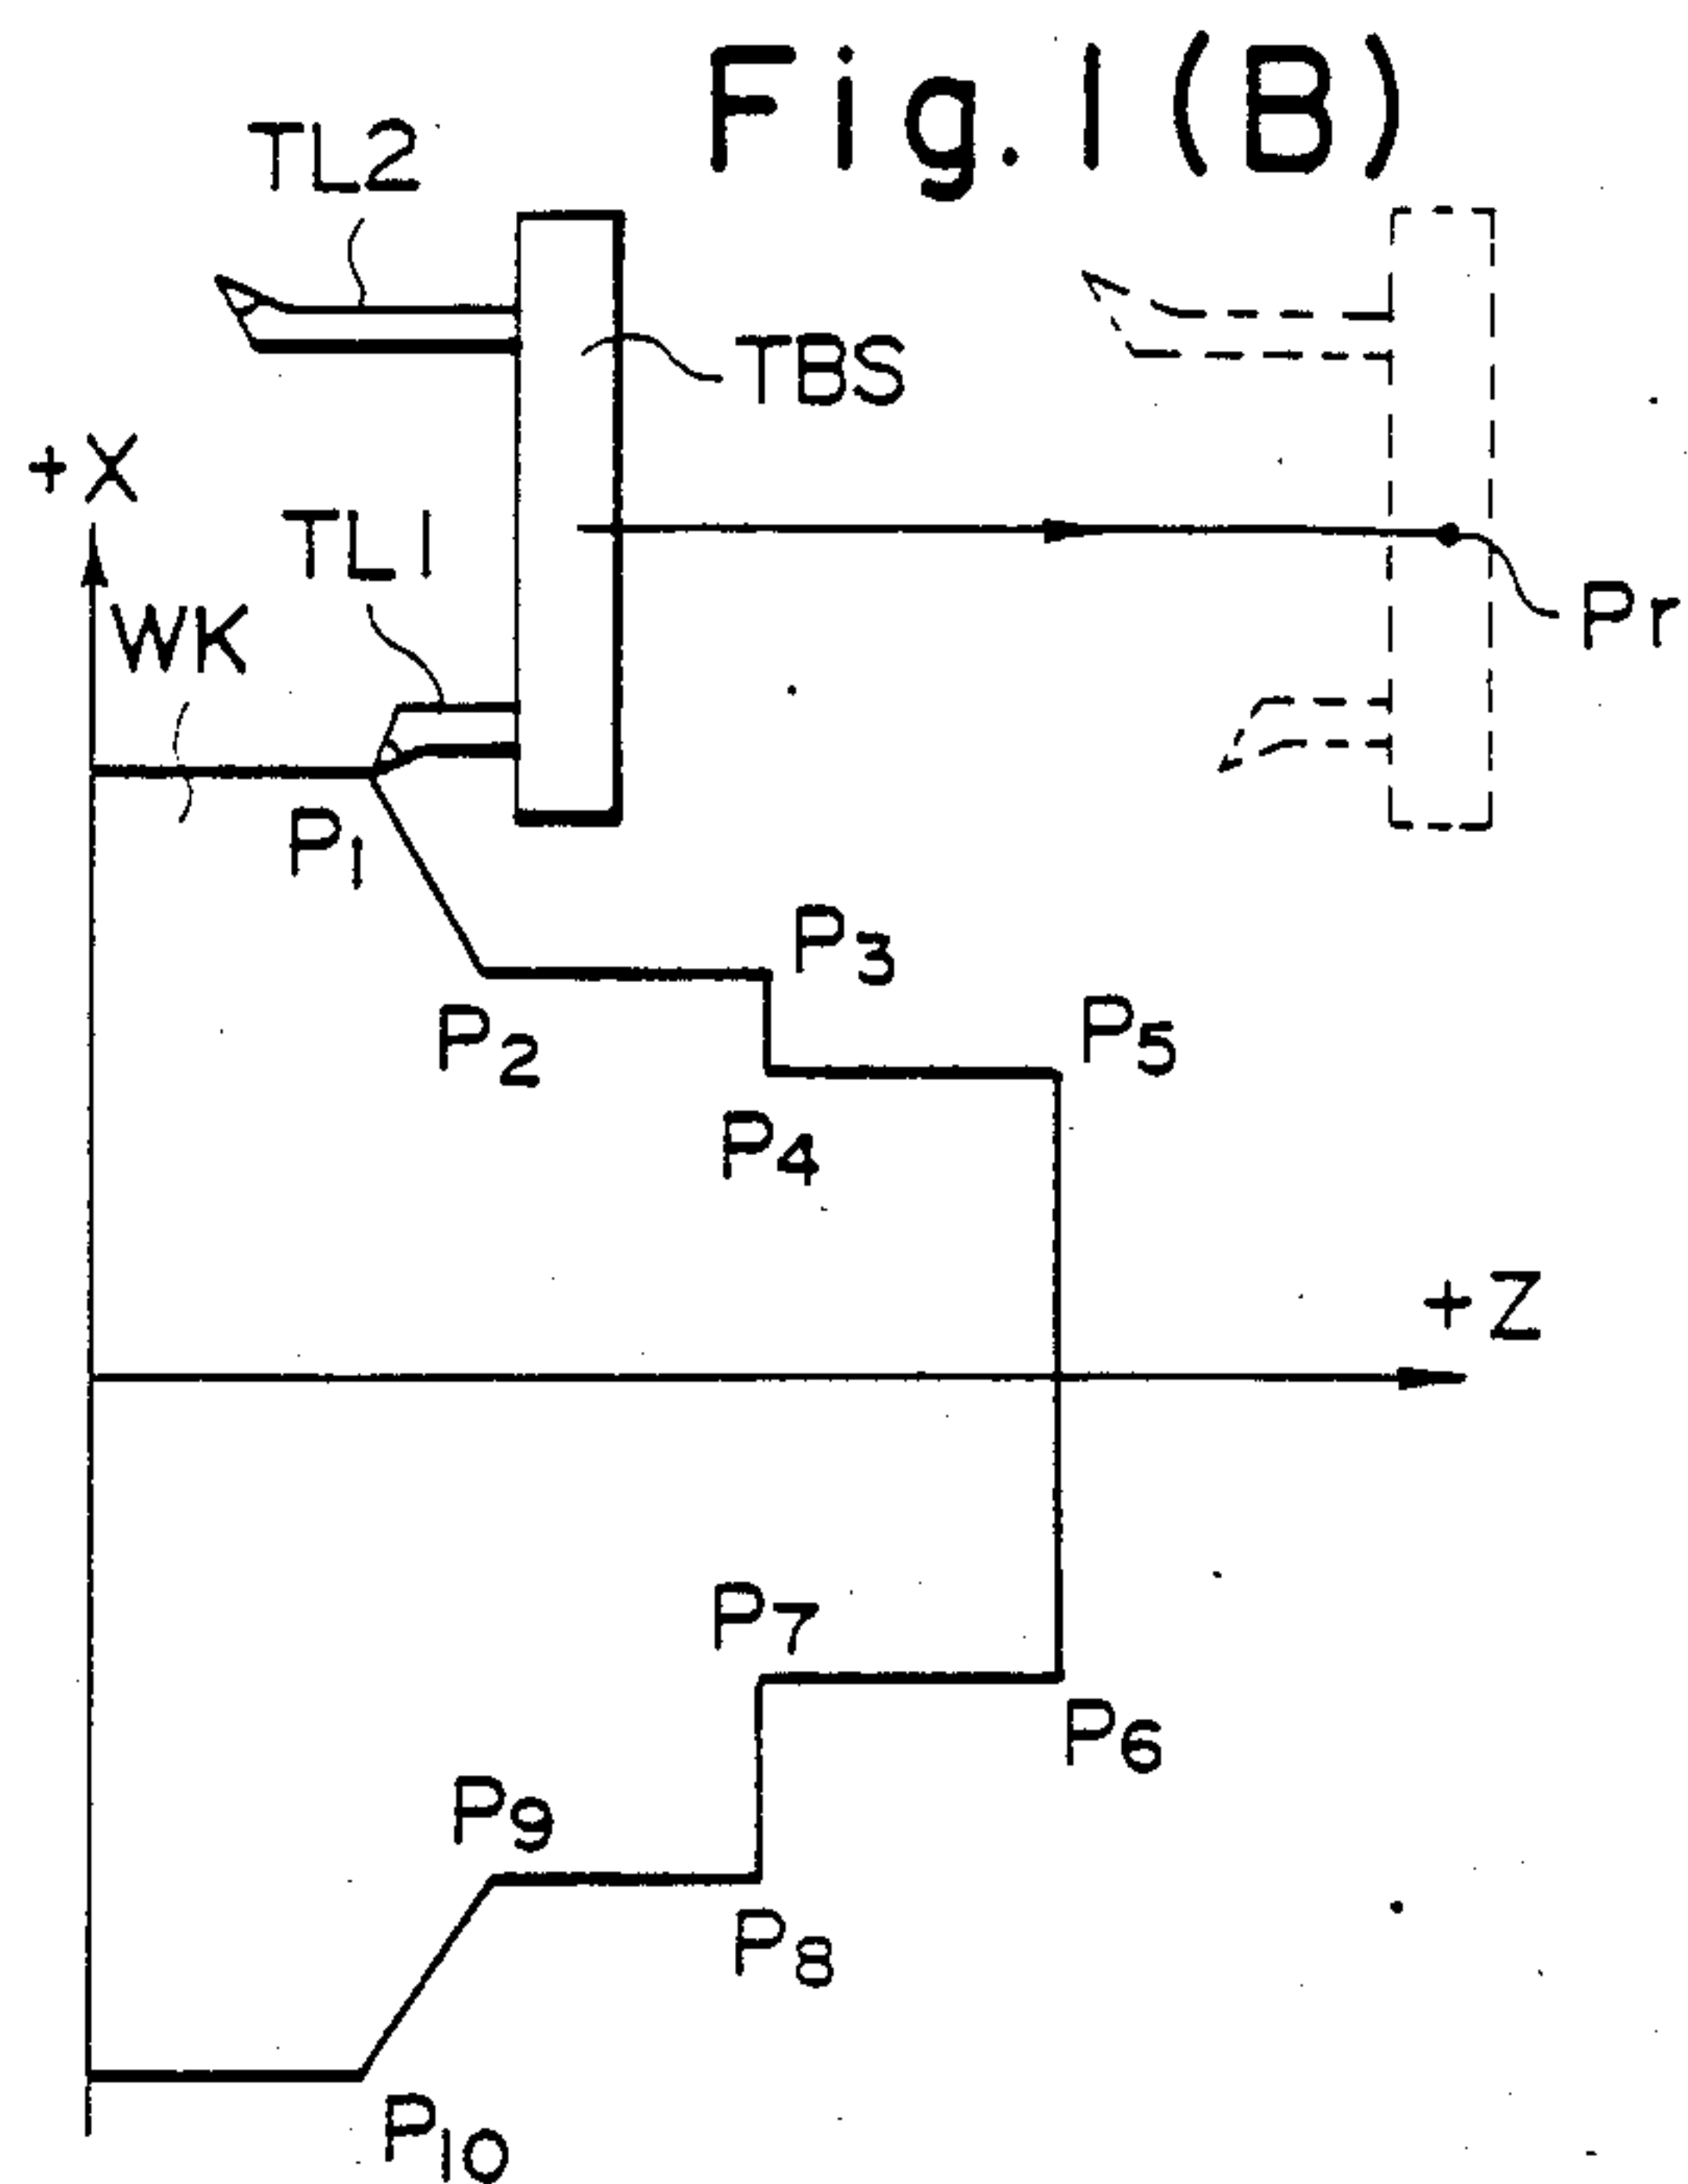 Fig. 1 (B)
TL2
TBS
+X
TL1
Pr
WK
P1
P3
P2
P5
P4
+Z
P7
P6
P9
P8
P10